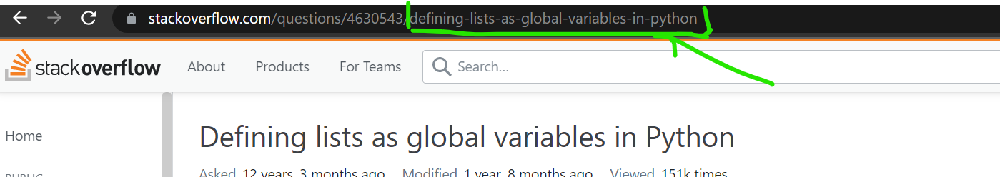 stackoverflow.com/questions/4630543/defining-lists-as-global-variables-in-python
stackoverflow About Products For Teams Search...
Home
Defining lists as global variables in Python
PUBLIC
Asked 12 years, 3 months ago Modified 1 year, 8 months ago Viewed 151k times